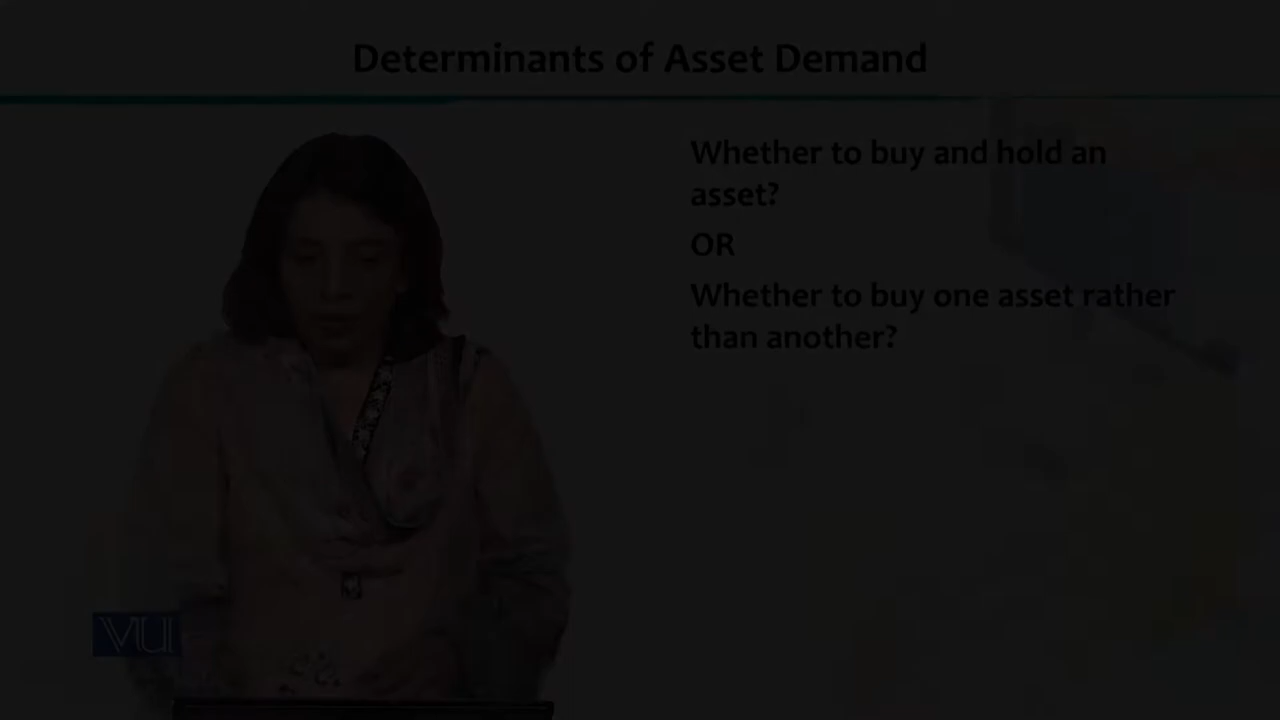 Determinants of Asset Demand
Whether to buy and hold an
asset?
OR
Whether to buy one asset rather
than another?
VU